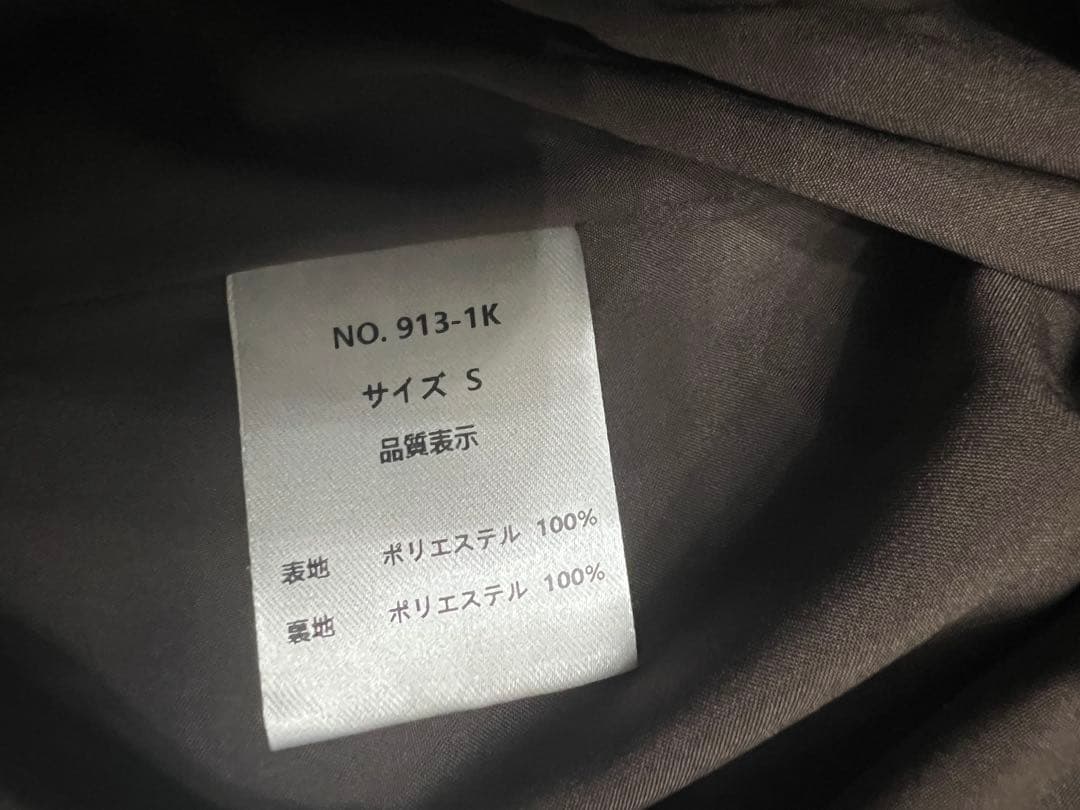 NO. 913-1K
サイズ S
品質表示
表地 ポリエステル 100%
裏地 ポリエステル 100%